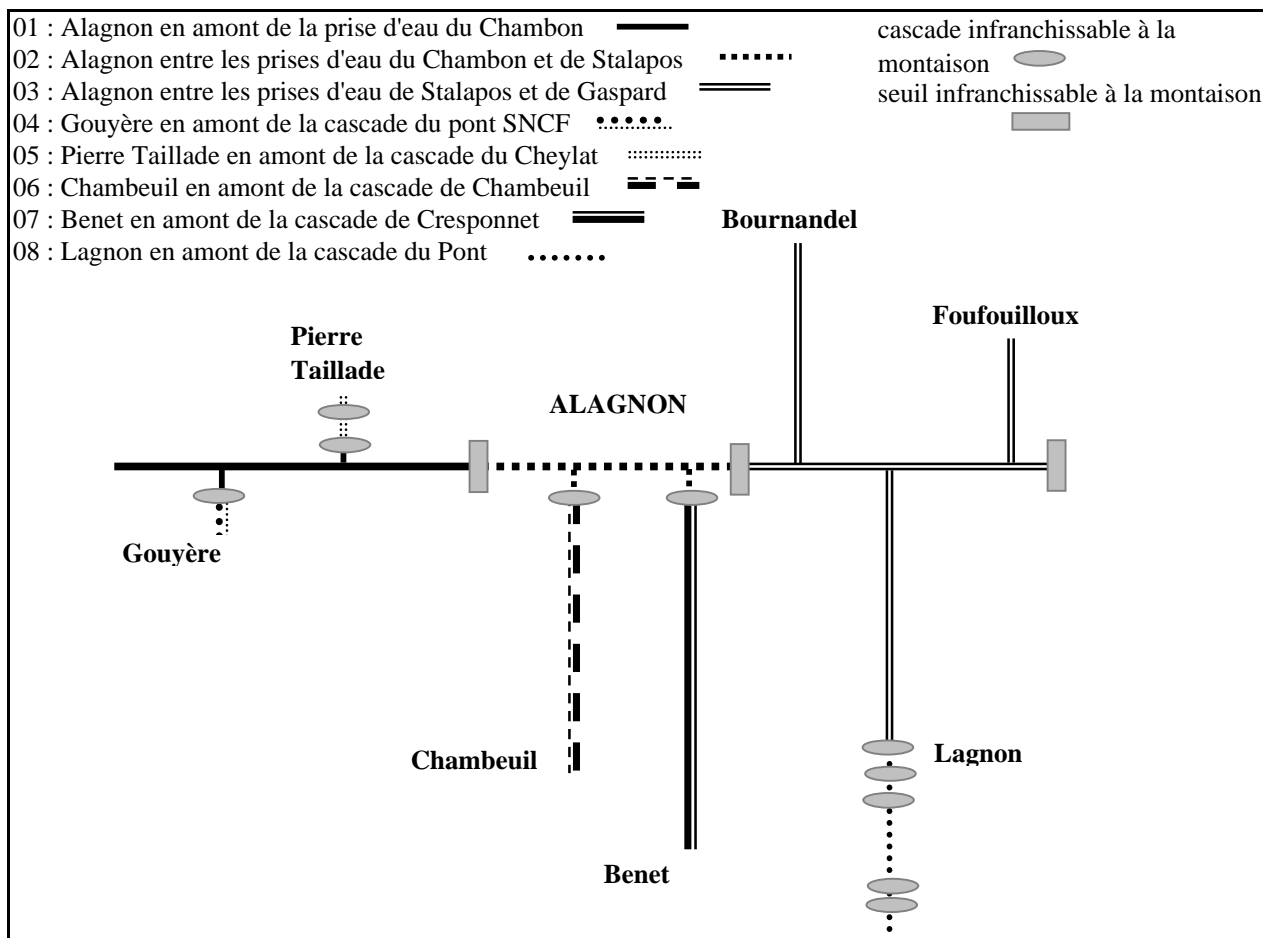 01 : Alagnon en amont de la prise d'eau du Chambon
02 : Alagnon entre les prises d'eau du Chambon et de Stalapos
03 : Alagnon entre les prises d'eau de Stalapos et de Gaspard
04 : Gouyère en amont de la cascade du pont SNCF
05 : Pierre Taillade en amont de la cascade du Cheylat
06 : Chambeuil en amont de la cascade de Chambeuil
07 : Benet en amont de la cascade de Cresponnet
08 : Lagnon en amont de la cascade du Pont
cascade infranchissable à la
montaison
seuil infranchissable à la montaison
Bournandel
Foufouilloux
Pierre
Taillade
ALAGNON
Gouyère
Chambeuil
Lagnon
Benet